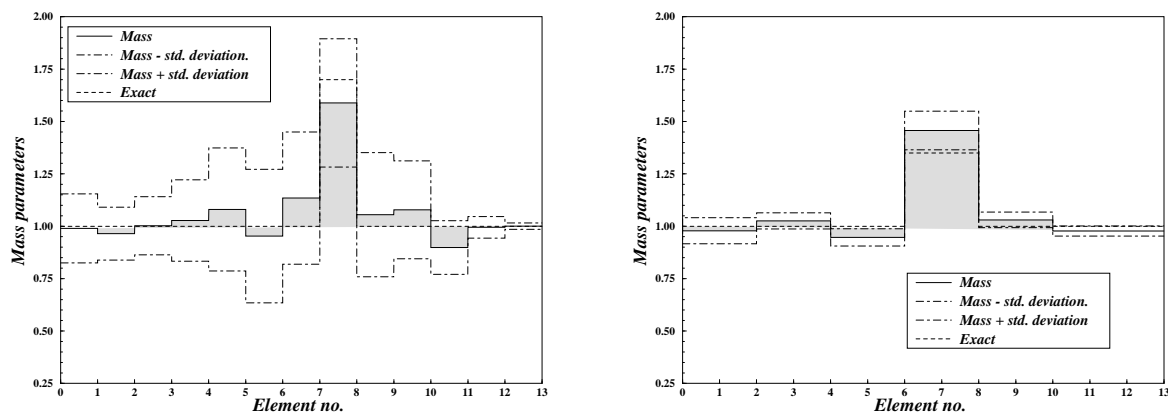 2.00
1.75
1.50
1.25
1.00
0.75
0.50
0.25
Mass parameters
Mass
Mass - std. deviation.
Mass + std. deviation
Exact
0 1 2 3 4 5 6 7 8 9 10 11 12 13
Element no.
2.00
1.75
1.50
1.25
1.00
0.75
0.50
0.25
Mass parameters
Mass
Mass - std. deviation.
Mass + std. deviation
Exact
0 1 2 3 4 5 6 7 8 9 10 11 12 13
Element no.